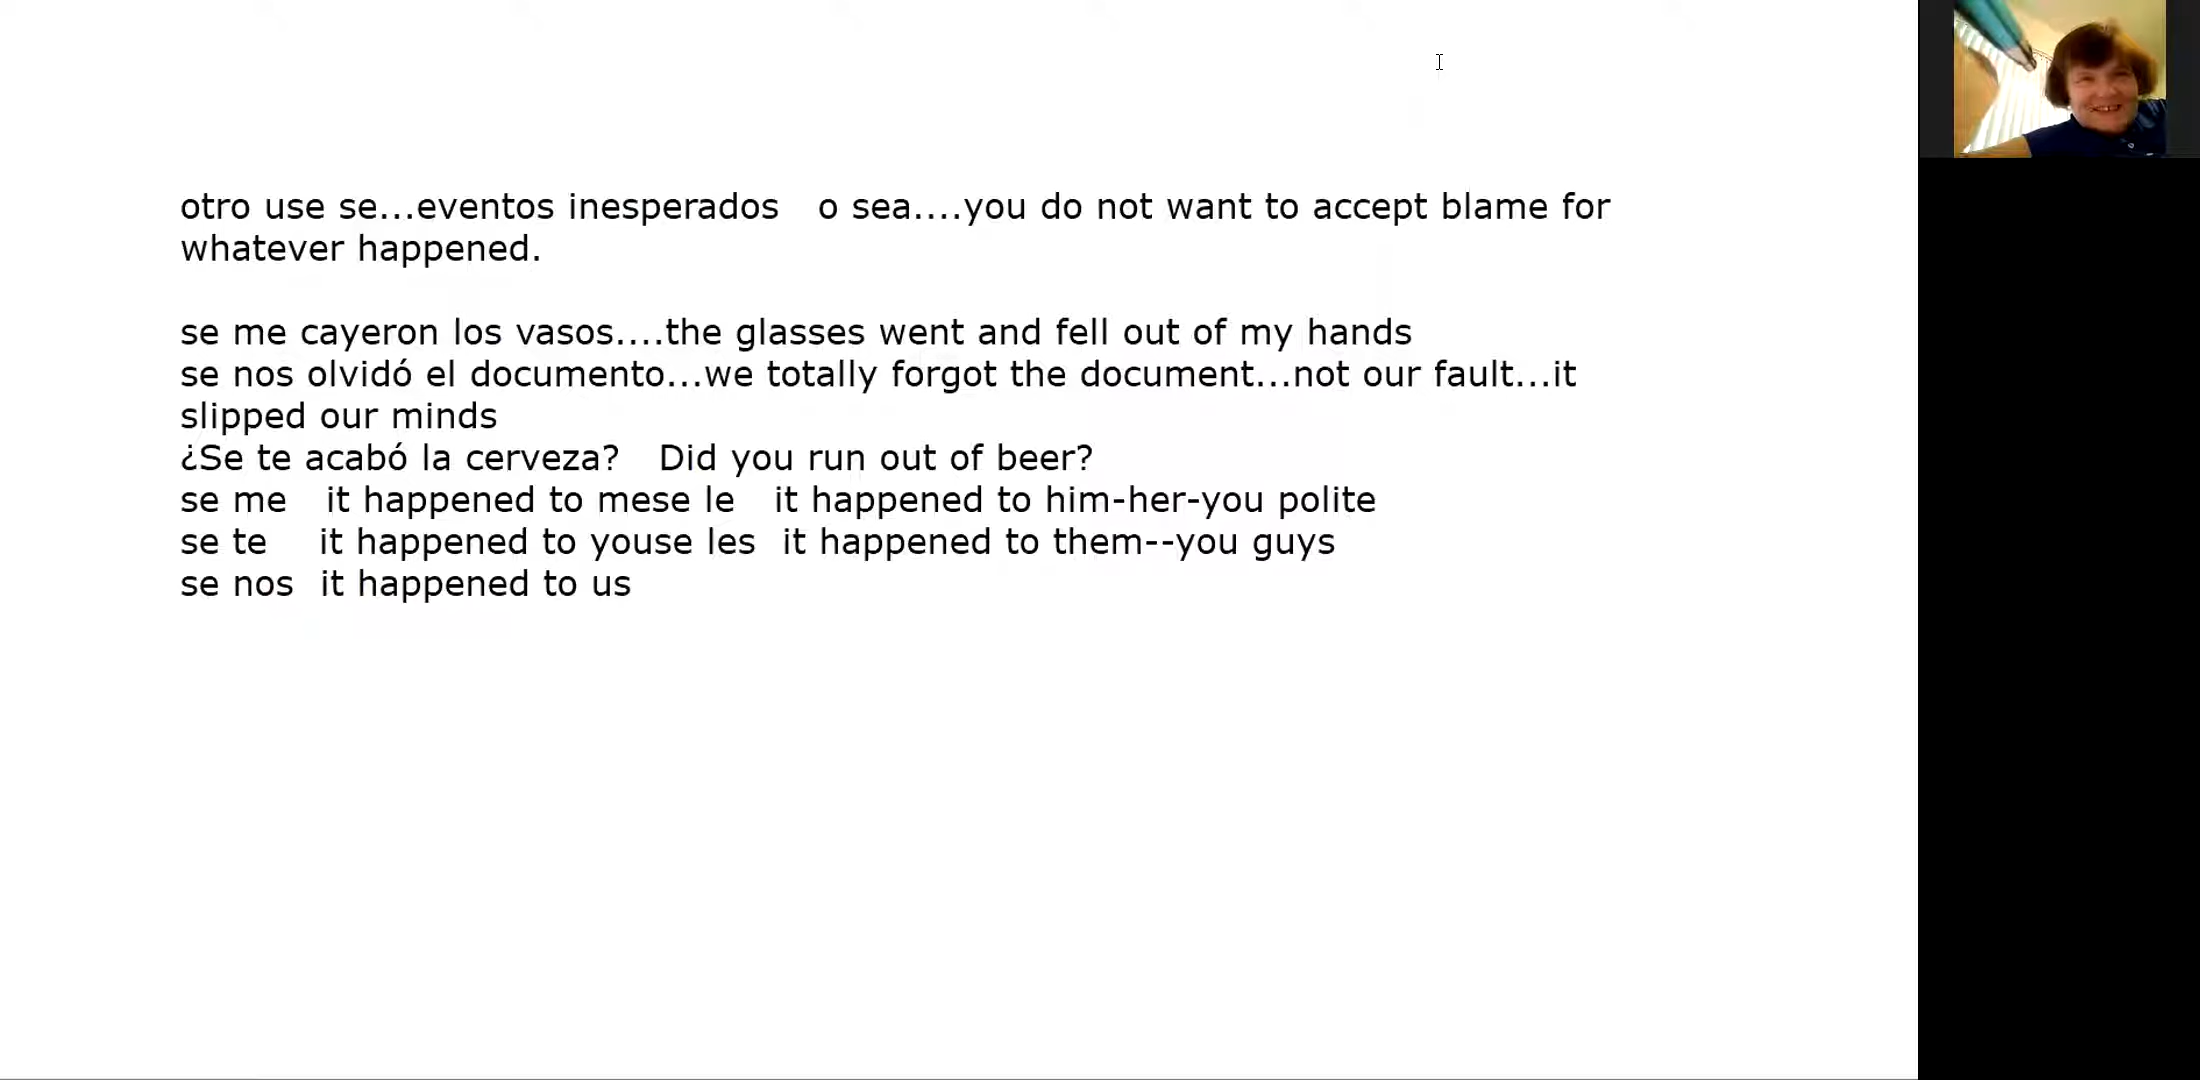 otro use se...eventos inesperados o sea....you do not want to accept blame for
whatever happened.
se me cayeron los vasos....the glasses went and fell out of my hands
se nos olvidó el documento...we totally forgot the document...not our fault...it
slipped our minds
¿Se te acabó la cerveza? Did you run out of beer?
se me it happened to mese le it happened to him-her-you polite
se te it happened to youse les it happened to them--you guys
se nos it happened to us